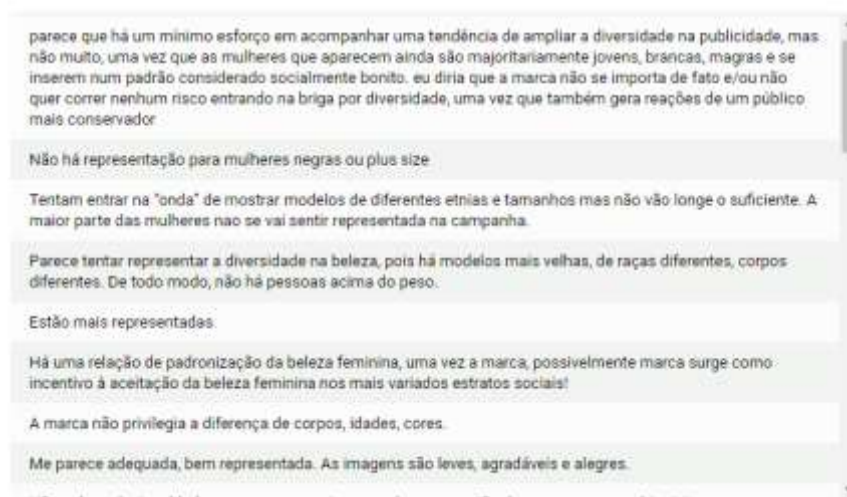 parece que há um mínimo esforço em acompanhar uma tendência de ampliar a diversidade na publicidade, mas
não muito, uma vez que as mulheres que aparecem ainda são majoritariamente jovens, brancas, magras e se
inserem num padrão considerado socialmente bonito. eu diria que a marca não se importa de fato e/ou não
quer correr nenhum risco entrando na briga por diversidade, uma vez que também gera reações de um público
mais conservador
Não há representação para mulheres negras ou plus size
Tentam entrar na "onda" de mostrar modelos de diferentes etnias e tamanhos mas não vão longe o suficiente. A
maior parte das mulheres nao se vai sentir representada na campanha.
Parece tentar representar a diversidade na beleza, pois há modelos mais velhas, de raças diferentes, corpos
diferentes. De todo modo, não há pessoas acima do peso.
Estão mais representadas
Há uma relação de padronização da beleza feminina, uma vez a marca, possivelmente marca surge como
incentivo à aceitação da beleza feminina nos mais variados estratos sociais!
A marca não privilegia a diferença de corpos, idades, cores.
Me parece adequada, bem representada. As imagens são leves, agradáveis e alegres.